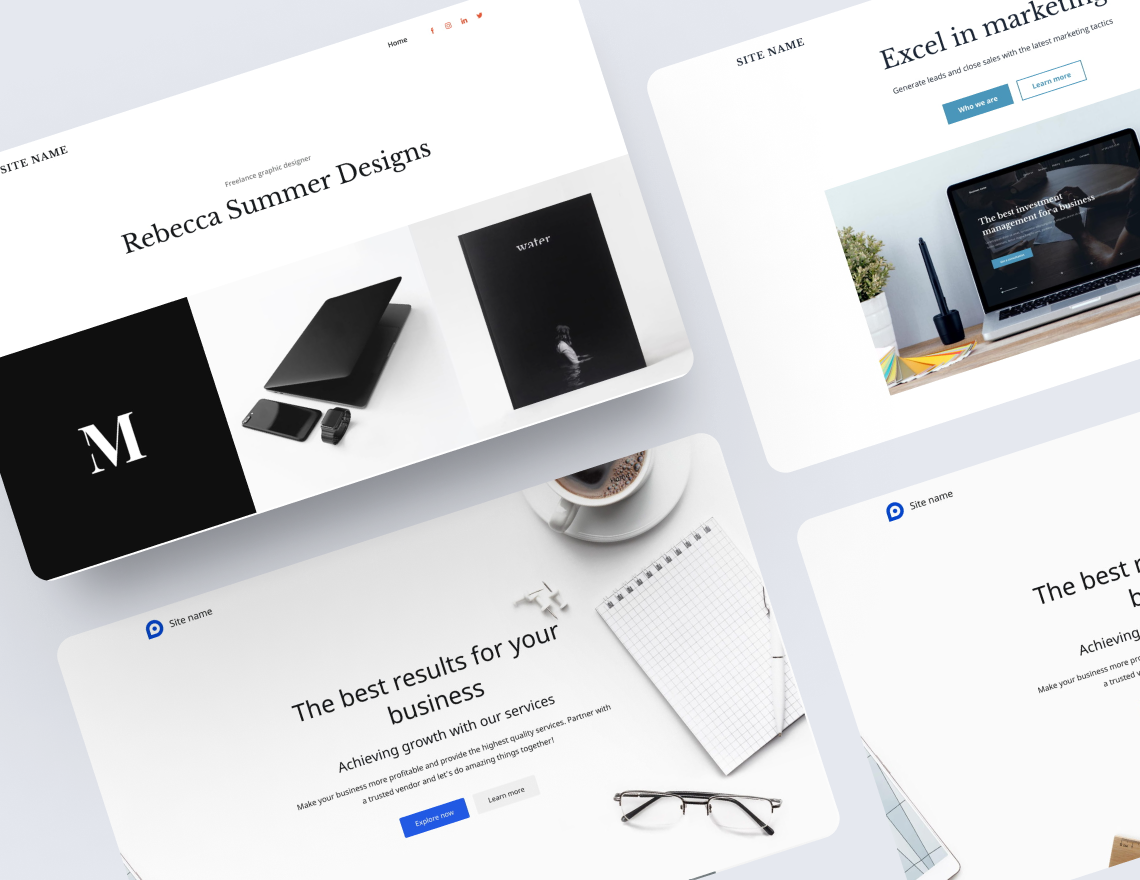 SITE NAME
Home
Freelance graphic designer
Rebecca Summer Designs
M
water
SITE NAME
Excel in marketing
Generate leads and close sales with the latest marketing tactics
Who we are
Learn more
The best investment
management for a business
Site name
The best results for your
business
Achieving growth with our services
Make your business more profitable and provide the highest quality services. Partner with
a trusted vendor and let's do amazing things together!
Explore now
Learn more
Site name
The best r
b
Achieving
Make your business more pro
a trusted v